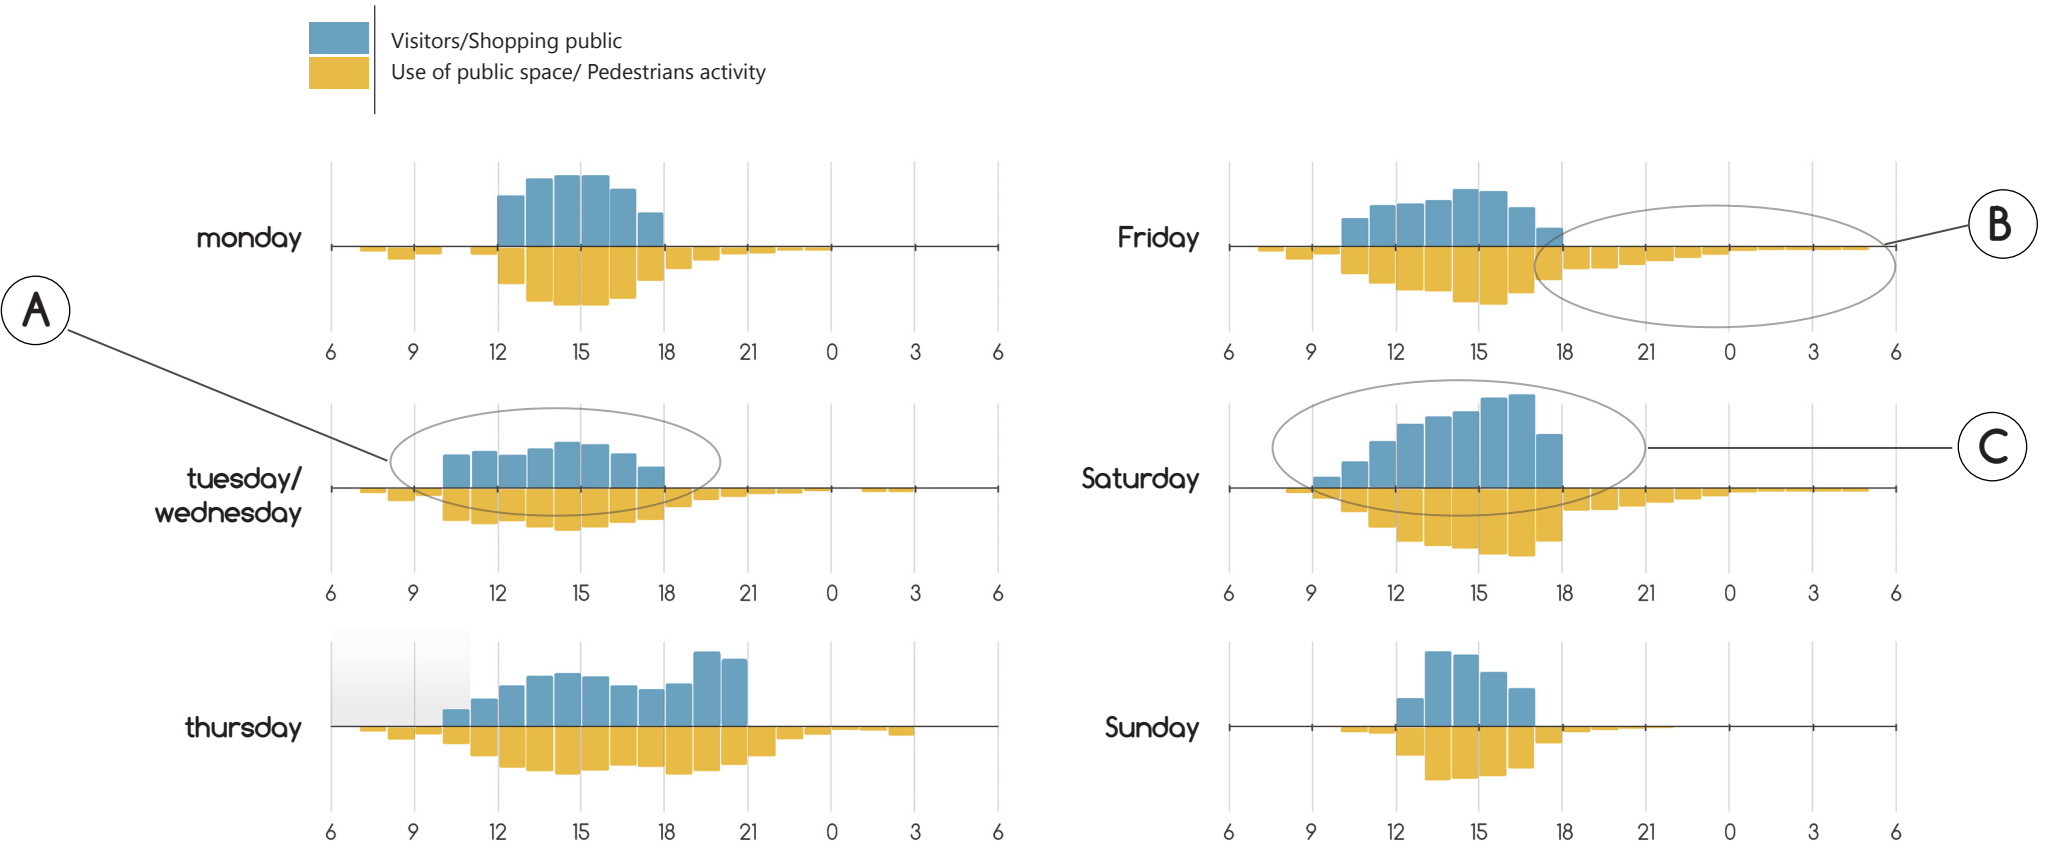 Visitors/Shopping public
Use of public space/ Pedestrians activity
monday
6 9 12 15 18 21 0 3 6
Friday
6 9 12 15 18 21 0 3 6
B
A
tuesday/
wednesday
6 9 12 15 18 21 0 3 6
Saturday
6 9 12 15 18 21 0 3 6
C
thursday
6 9 12 15 18 21 0 3 6
Sunday
6 9 12 15 18 21 0 3 6